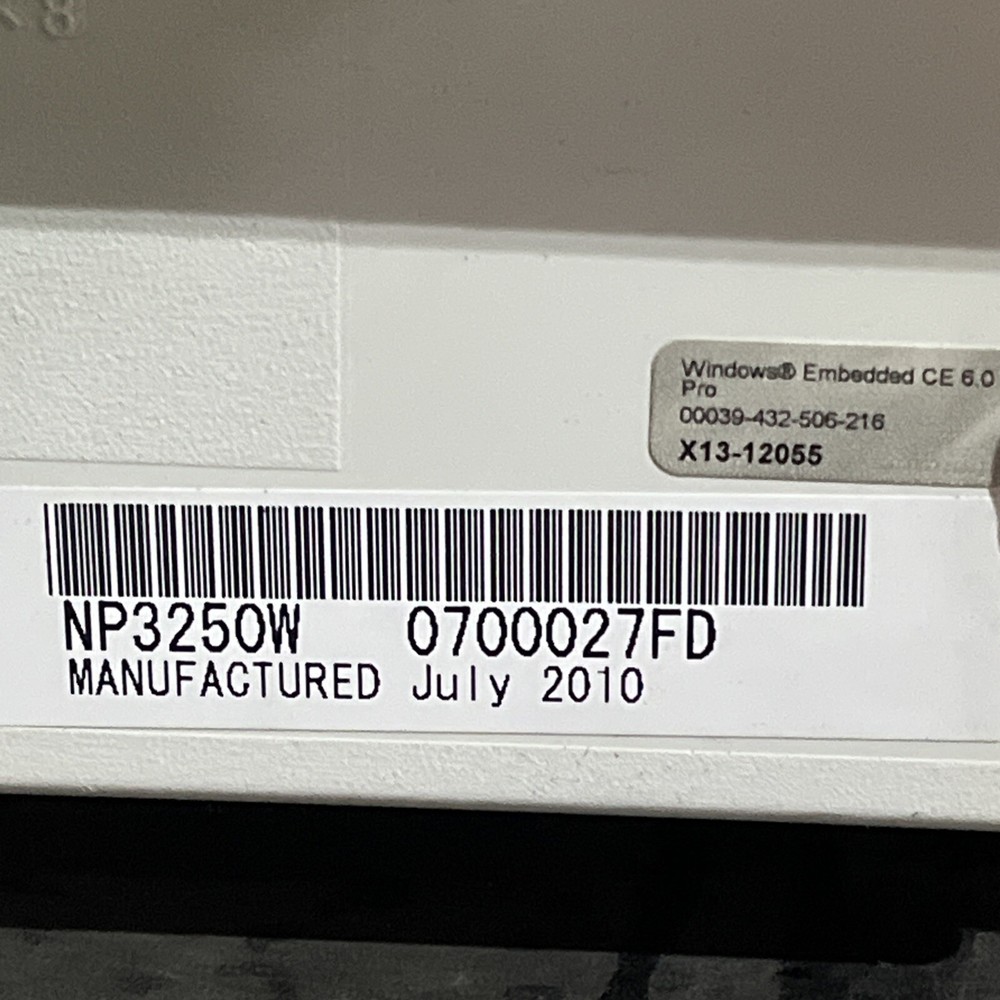 Windows® Embedded CE 6.0
Pro
00039-432-506-216
X13-12055
NP3250W 0700027FD
MANUFACTURED July 2010